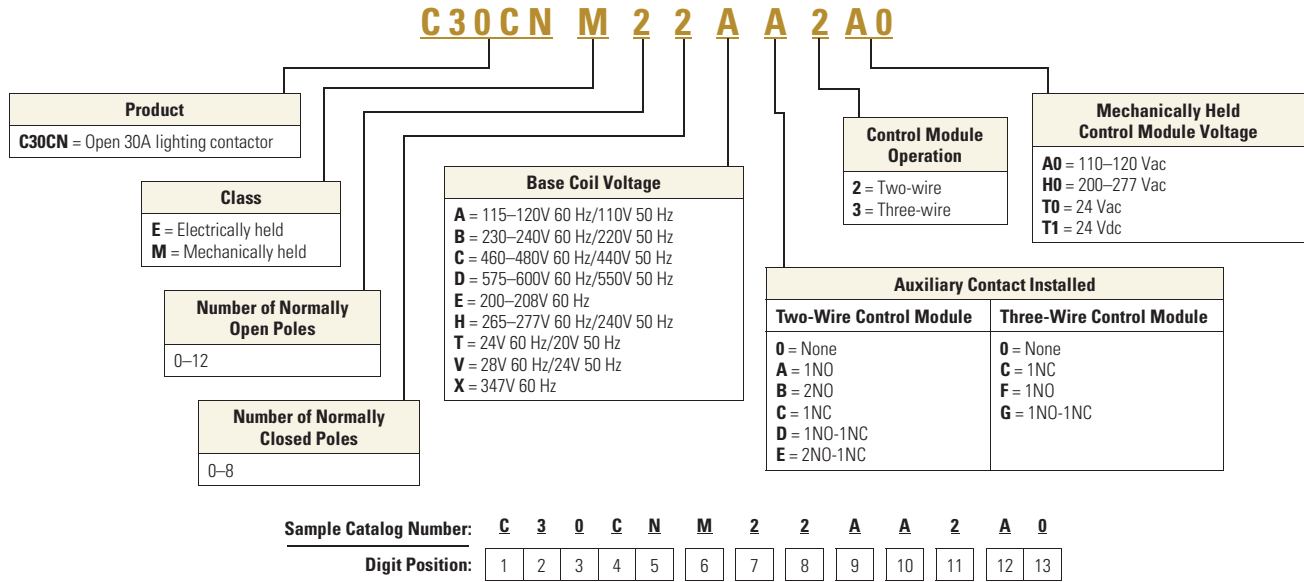 C30CN M 2 2 A A 2 A0
Product
C30CN = Open 30A lighting contactor
Class
E = Electrically held
M = Mechanically held
Number of Normally
Open Poles
0–12
Number of Normally
Closed Poles
0–8
Base Coil Voltage
A = 115–120V 60 Hz/110V 50 Hz
B = 230–240V 60 Hz/220V 50 Hz
C = 460–480V 60 Hz/440V 50 Hz
D = 575–600V 60 Hz/550V 50 Hz
E = 200–208V 60 Hz
H = 265–277V 60 Hz/240V 50 Hz
T = 24V 60 Hz/20V 50 Hz
V = 28V 60 Hz/24V 50 Hz
X = 347V 60 Hz
Control Module
Operation
2 = Two-wire
3 = Three-wire
Mechanically Held
Control Module Voltage
A0 = 110–120 Vac
H0 = 200–277 Vac
T0 = 24 Vac
T1 = 24 Vdc
Auxiliary Contact Installed
Two-Wire Control Module
0 = None
A = 1NO
B = 2NO
C = 1NC
D = 1NO-1NC
E = 2NO-1NC
Three-Wire Control Module
0 = None
C = 1NC
F = 1NO
G = 1NO-1NC
Sample Catalog Number: C 3 0 C N M 2 2 A A 2 A 0
Digit Position: 1 2 3 4 5 6 7 8 9 10 11 12 13